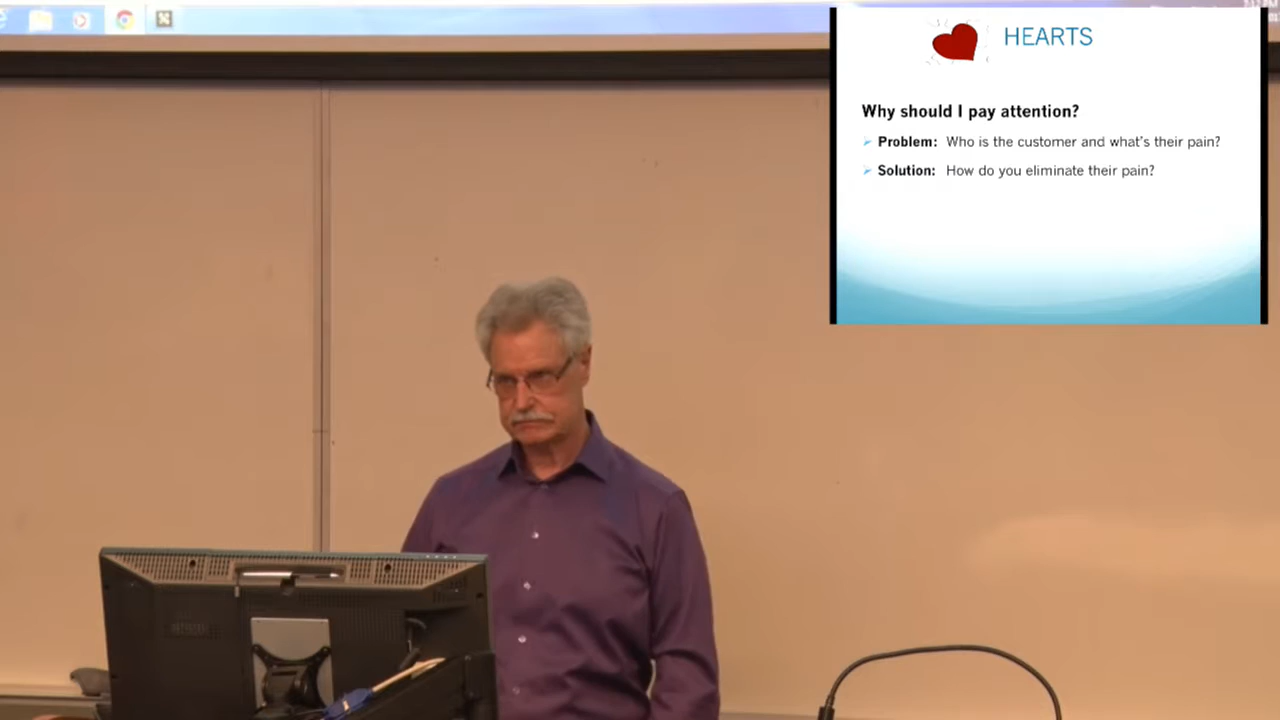 HEARTS
Why should I pay attention?
Problem: Who is the customer and what's their pain?
Solution: How do you eliminate their pain?